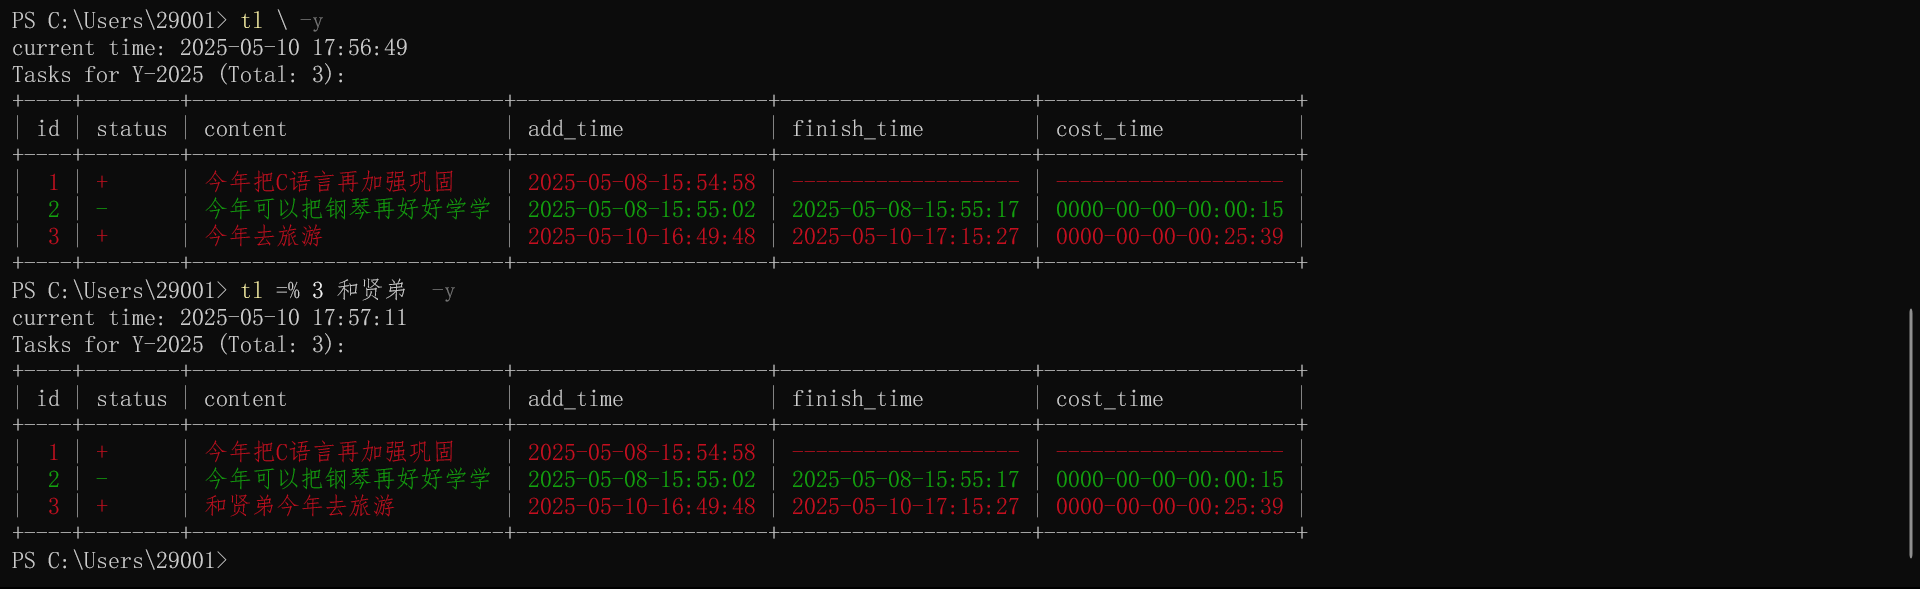 PS C:\Users\29001> tl \ -y
current time: 2025-05-10 17:56:49
Tasks for Y-2025 (Total: 3):
+----+--------+--------------------------+---------------------+---------------------+---------------------+
| id | status | content | add_time | finish_time | cost_time |
+----+--------+--------------------------+---------------------+---------------------+---------------------+
| 1 | + | 今年把C语言再加强巩固 | 2025-05-08-15:54:58 | ------------------- | ------------------- |
| 2 | - | 今年可以把钢琴再好好学学 | 2025-05-08-15:55:02 | 2025-05-08-15:55:17 | 0000-00-00-00:00:15 |
| 3 | + | 今年去旅游 | 2025-05-10-16:49:48 | 2025-05-10-17:15:27 | 0000-00-00-00:25:39 |
+----+--------+--------------------------+---------------------+---------------------+---------------------+
PS C:\Users\29001> tl =% 3 和贤弟  -y
current time: 2025-05-10 17:57:11
Tasks for Y-2025 (Total: 3):
+----+--------+--------------------------+---------------------+---------------------+---------------------+
| id | status | content | add_time | finish_time | cost_time |
+----+--------+--------------------------+---------------------+---------------------+---------------------+
| 1 | + | 今年把C语言再加强巩固 | 2025-05-08-15:54:58 | ------------------- | ------------------- |
| 2 | - | 今年可以把钢琴再好好学学 | 2025-05-08-15:55:02 | 2025-05-08-15:55:17 | 0000-00-00-00:00:15 |
| 3 | + | 和贤弟今年去旅游 | 2025-05-10-16:49:48 | 2025-05-10-17:15:27 | 0000-00-00-00:25:39 |
+----+--------+--------------------------+---------------------+---------------------+---------------------+
PS C:\Users\29001>